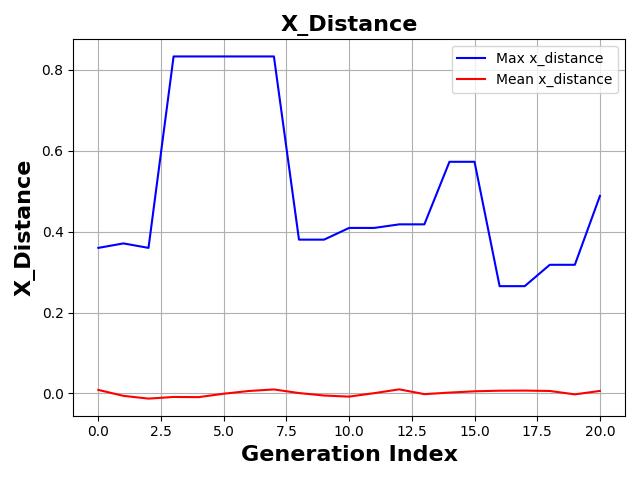 X_Distance
Max x_distance
Mean x_distance
X_Distance
0.8
0.6
0.4
0.2
0.0
0.0 2.5 5.0 7.5 10.0 12.5 15.0 17.5 20.0
Generation Index